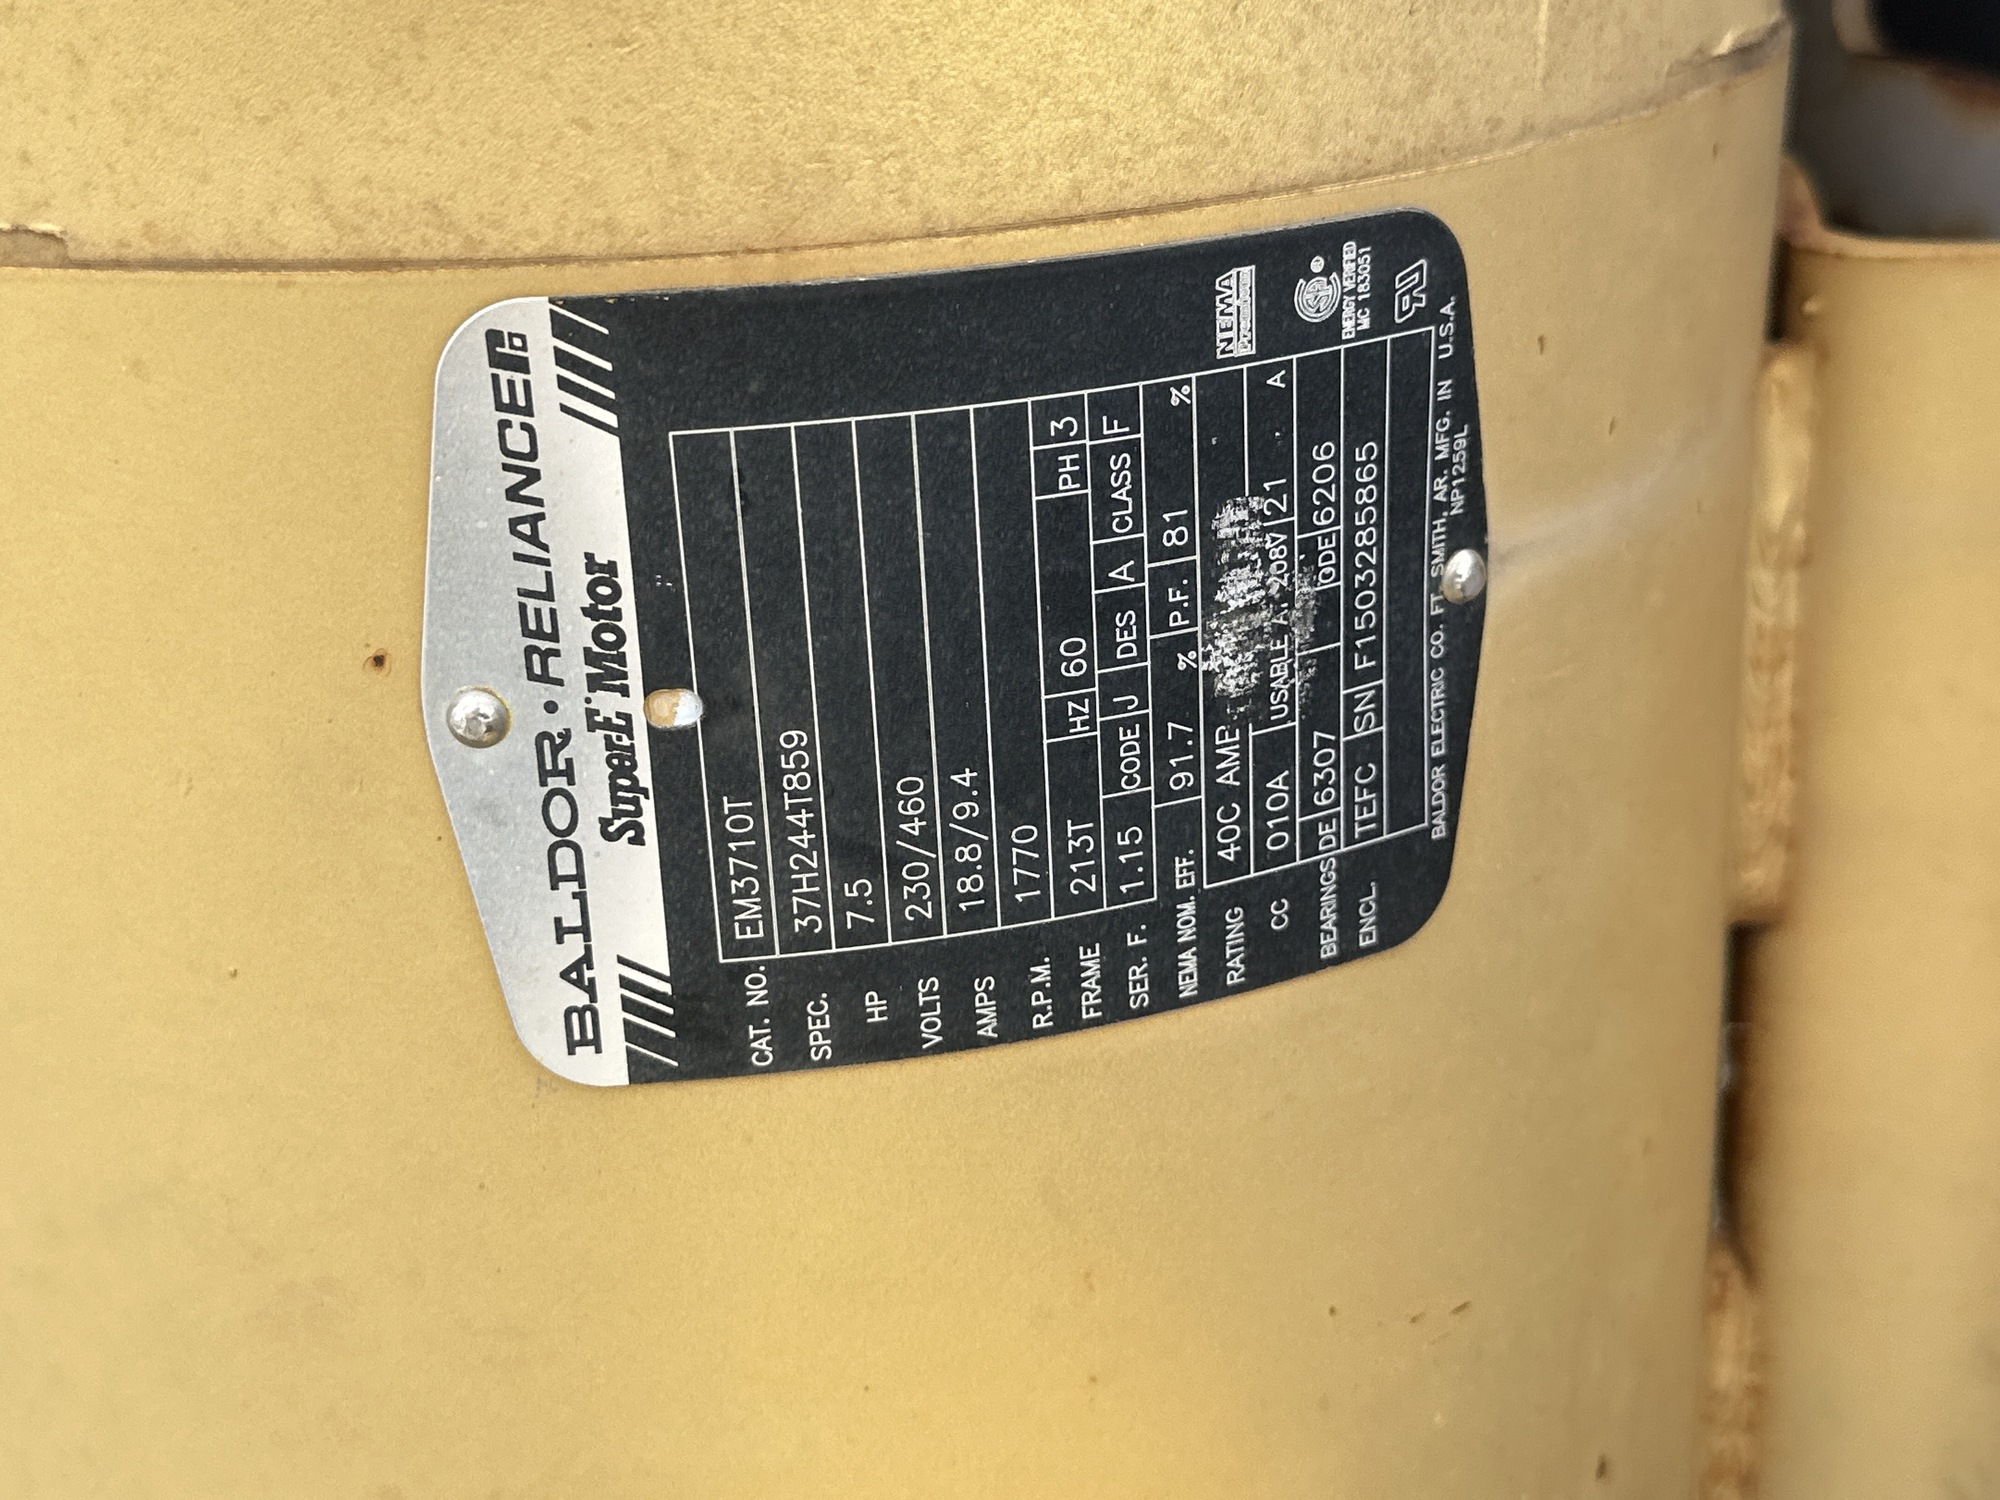 BALDOR · RELIANCE
Super-E Motor
CAT. NO. EM3710T
SPEC. 37H244T859
HP 7.5
VOLTS 230/460
AMPS 18.8/9.4
R.P.M. 1770
FRAME 213T HZ 60 PH 3
SER. F. 1.15 CODE J DES A CLASS F
NEMA NOM. EFF. 91.7 % P.F. 81 %
RATING 40C AMB
CC 010A USABLE AT 208V 21 A
BEARINGS DE 6307 ODE 6206
ENCL. TEFC SN F1503285865
NEMA
Premium
ENERGY VERIFIED
MC 183051
BALDOR ELECTRIC CO. FT. SMITH, AR. MFG. IN U.S.A.
NP1259L